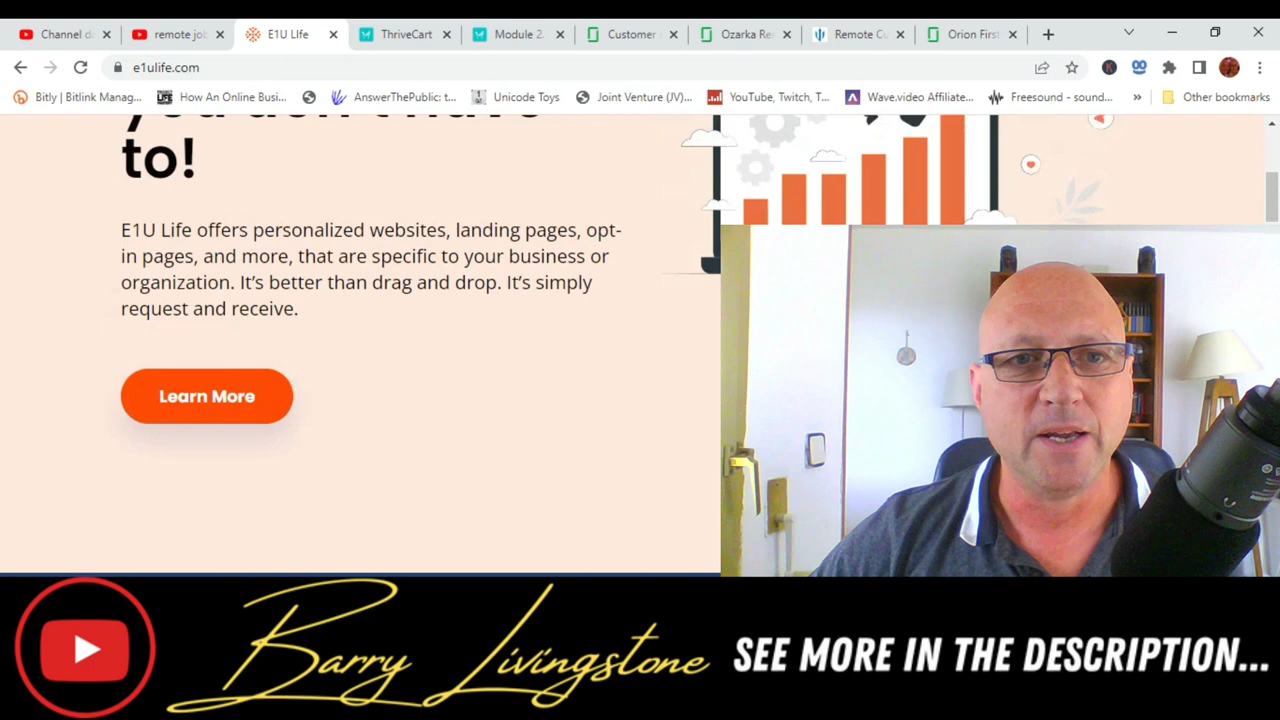 Channel d
remote job
E1U LIfe
ThriveCart
Module 2.
Customer
Ozarka Re
Remote Cu
Orion First
e1ulife.com
Bitly | Bitlink Manag...
How An Online Busi...
AnswerThePublic: t...
Unicode Toys
Joint Venture (JV)...
YouTube, Twitch, T...
Wave.video Affiliate...
Freesound - sound...
Other bookmarks
you don't have
to!
E1U Life offers personalized websites, landing pages, opt-
in pages, and more, that are specific to your business or
organization. It's better than drag and drop. It's simply
request and receive.
Learn More
Barry Livingstone
SEE MORE IN THE DESCRIPTION...